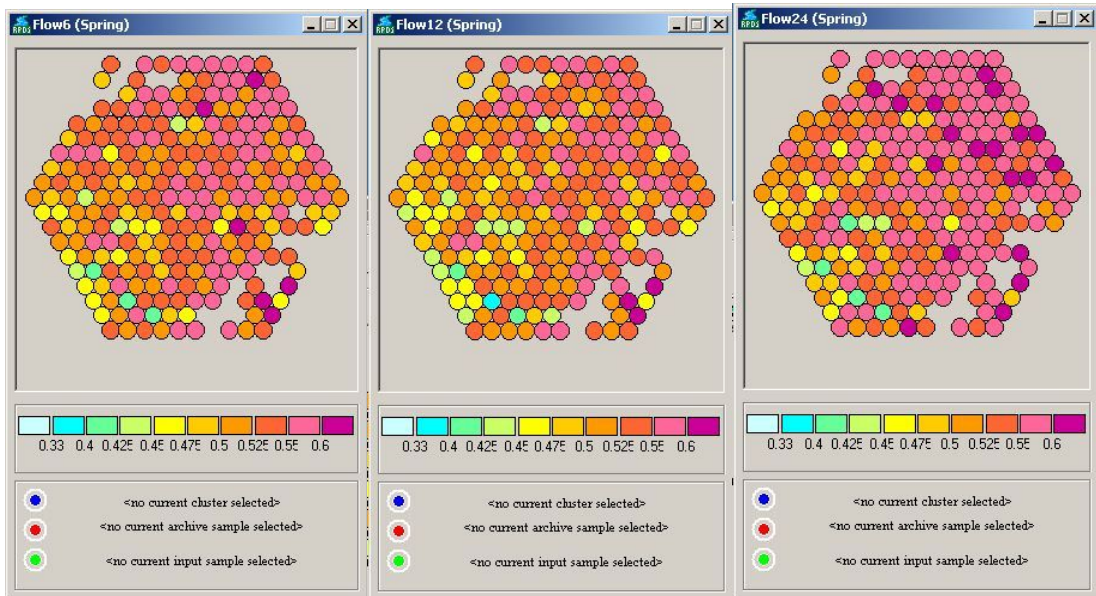 Flow6 (Spring)
0.33 0.4 0.425 0.45 0.475 0.5 0.525 0.55 0.6
<no current cluster selected>
<no current archive sample selected>
<no current input sample selected>
Flow12 (Spring)
0.33 0.4 0.425 0.45 0.475 0.5 0.525 0.55 0.6
<no current cluster selected>
<no current archive sample selected>
<no current input sample selected>
Flow24 (Spring)
0.33 0.4 0.425 0.45 0.475 0.5 0.525 0.55 0.6
<no current cluster selected>
<no current archive sample selected>
<no current input sample selected>